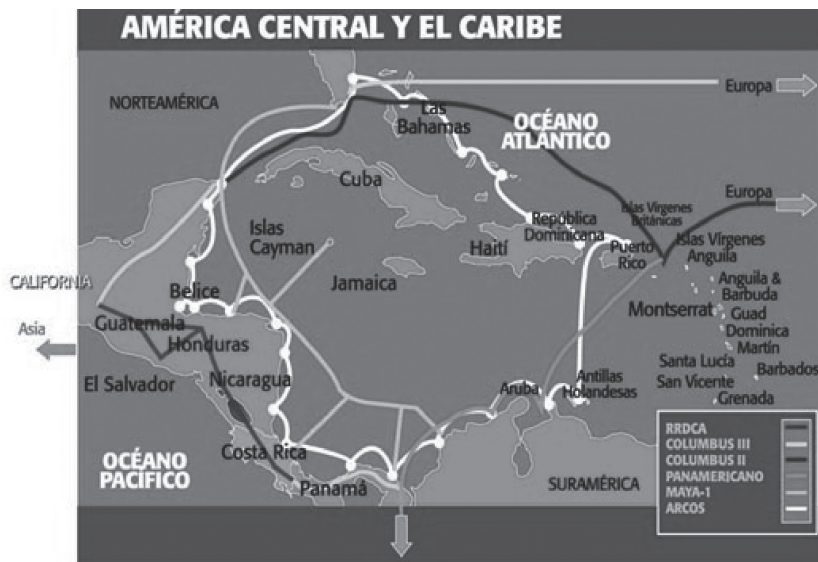 AMÉRICA CENTRAL Y EL CARIBE
NORTEAMÉRICA
Europa
Las
Bahamas
OCÉANO
ATLÁNTICO
Cuba
Europa
Islas Vírgenes
Británicas
República
Dominicana
Islas
Cayman
Haití
Puerto
Rico
Islas Vírgenes
Anguila
CALIFORNIA
Belice
Jamaica
Anguila &
Barbuda
Montserrat
Guad
Asia
Guatemala
Honduras
Dominica
Martín
El Salvador
Nicaragua
Aruba
Antillas
Holandesas
Santa Lucía
Barbados
San Vicente
Grenada
OCÉANO
PACÍFICO
Costa Rica
Panamá
SURAMÉRICA
RRDCA
COLUMBUS III
COLUMBUS II
PANAMERICANO
MAYA-1
ARCOS